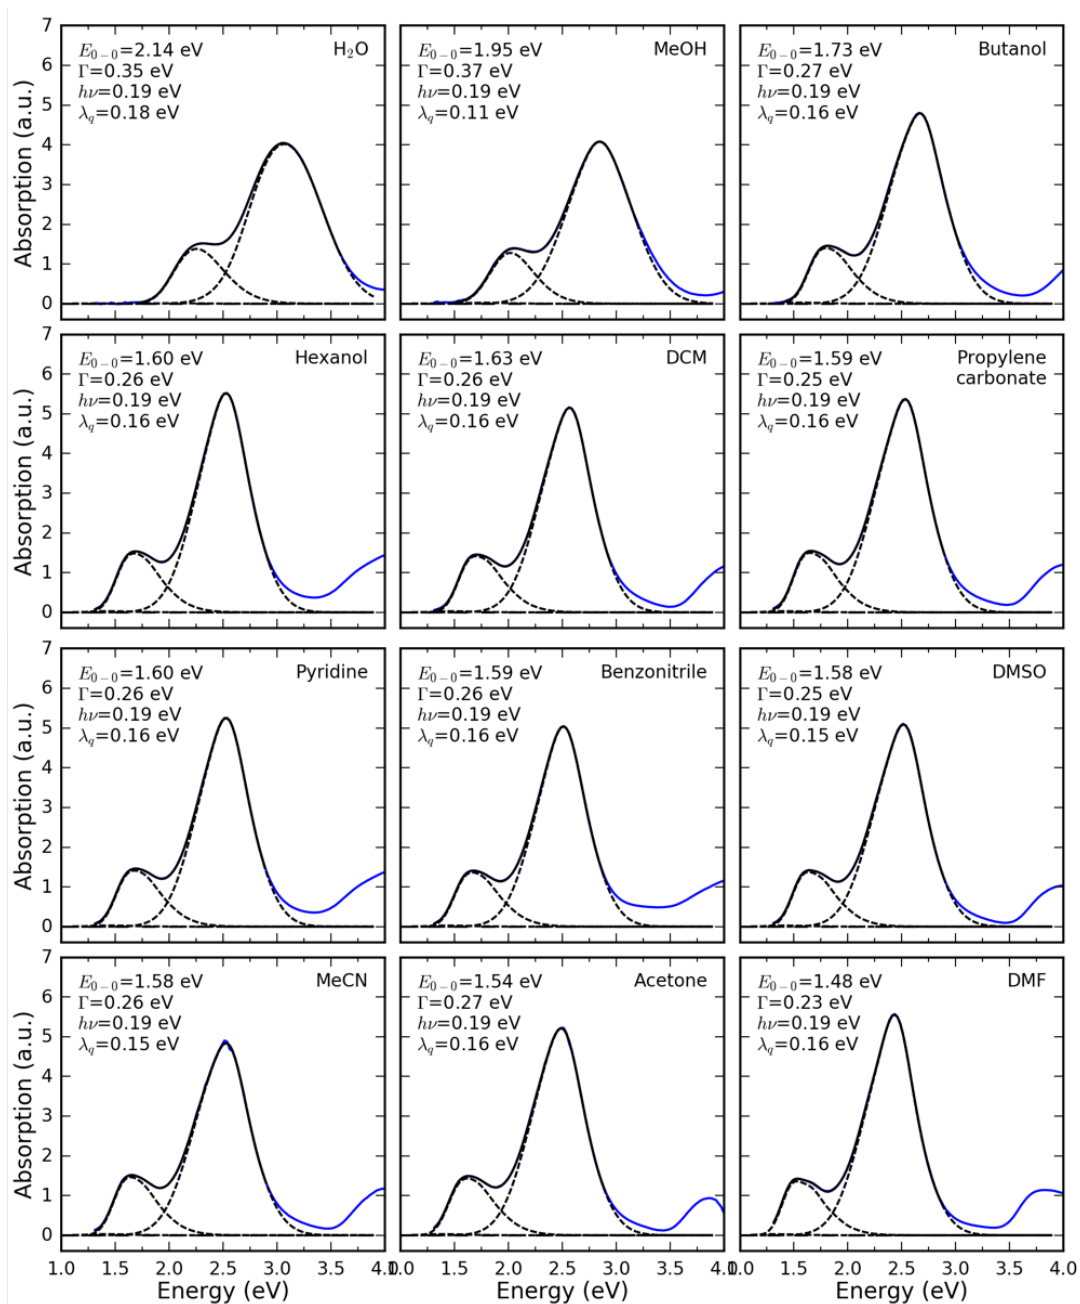 7
6
5
4
3
2
1
0
Absorption (a.u.)
E₀₋₀=2.14 eV
Γ=0.35 eV
hν=0.19 eV
λq=0.18 eV
H₂O
E₀₋₀=1.95 eV
Γ=0.37 eV
hν=0.19 eV
λq=0.11 eV
MeOH
E₀₋₀=1.73 eV
Γ=0.27 eV
hν=0.19 eV
λq=0.16 eV
Butanol
6
5
4
3
2
1
0
Absorption (a.u.)
E₀₋₀=1.60 eV
Γ=0.26 eV
hν=0.19 eV
λq=0.16 eV
Hexanol
E₀₋₀=1.63 eV
Γ=0.26 eV
hν=0.19 eV
λq=0.16 eV
DCM
E₀₋₀=1.59 eV
Γ=0.25 eV
hν=0.19 eV
λq=0.16 eV
Propylene
carbonate
7
6
5
4
3
2
1
0
Absorption (a.u.)
E₀₋₀=1.60 eV
Γ=0.26 eV
hν=0.19 eV
λq=0.16 eV
Pyridine
E₀₋₀=1.59 eV
Γ=0.26 eV
hν=0.19 eV
λq=0.16 eV
Benzonitrile
E₀₋₀=1.58 eV
Γ=0.25 eV
hν=0.19 eV
λq=0.15 eV
DMSO
7
6
5
4
3
2
1
0
Absorption (a.u.)
E₀₋₀=1.58 eV
Γ=0.26 eV
hν=0.19 eV
λq=0.15 eV
MeCN
E₀₋₀=1.54 eV
Γ=0.27 eV
hν=0.19 eV
λq=0.16 eV
Acetone
E₀₋₀=1.48 eV
Γ=0.23 eV
hν=0.19 eV
λq=0.16 eV
DMF
1.0 1.5 2.0 2.5 3.0 3.5 1.5 2.0 2.5 3.0 3.5 1.5 2.0 2.5 3.0 3.5 4.0
Energy (eV) Energy (eV) Energy (eV)